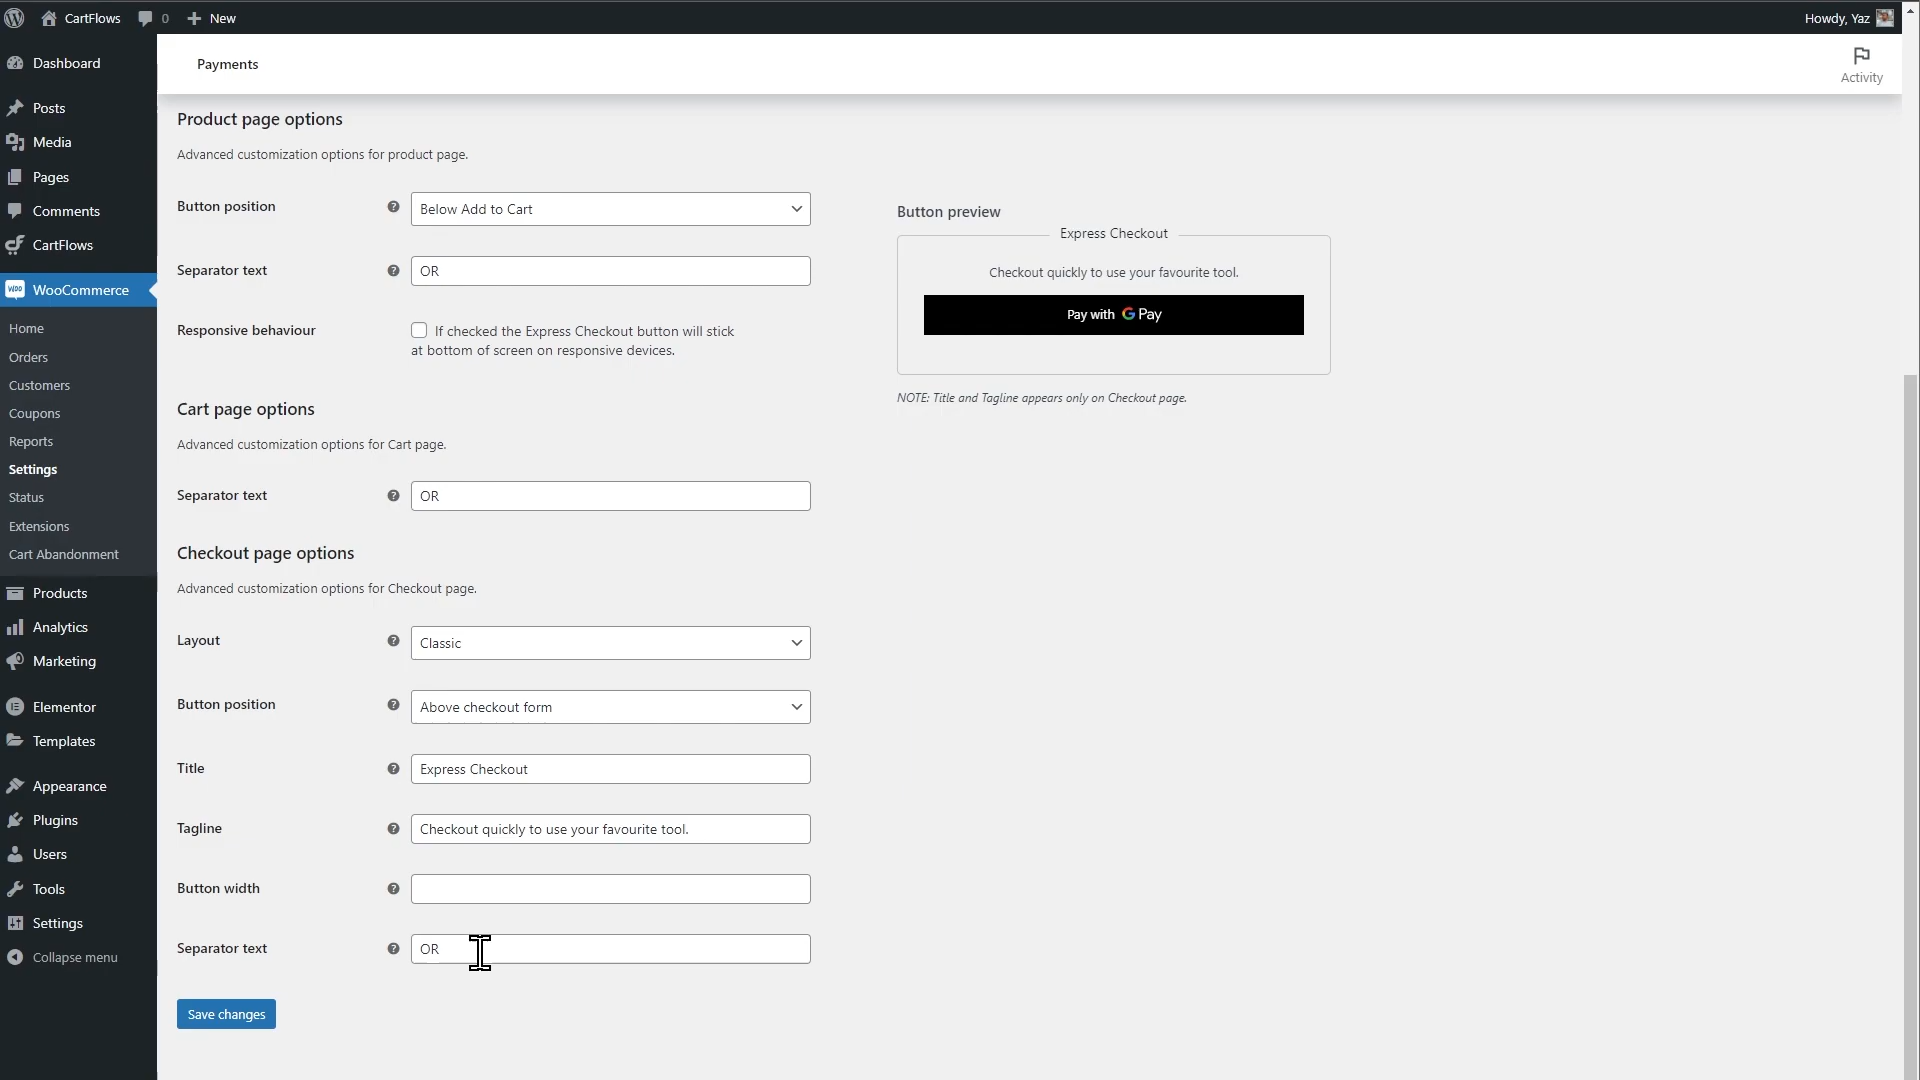 CartFlows 0 New Howdy, Yaz
Payments Activity
Dashboard
Posts
Media
Pages
Comments
CartFlows
WooCommerce
Home
Orders
Customers
Coupons
Reports
Settings
Status
Extensions
Cart Abandonment
Products
Analytics
Marketing
Elementor
Templates
Appearance
Plugins
Users
Tools
Settings
Collapse menu
Product page options
Advanced customization options for product page.
Button position Below Add to Cart
Separator text OR
Responsive behaviour If checked the Express Checkout button will stick
at bottom of screen on responsive devices.
Cart page options
Advanced customization options for Cart page.
Separator text OR
Checkout page options
Advanced customization options for Checkout page.
Layout Classic
Button position Above checkout form
Title Express Checkout
Tagline Checkout quickly to use your favourite tool.
Button width
Separator text OR
Save changes
Button preview
Express Checkout
Checkout quickly to use your favourite tool.
Pay with G Pay
NOTE: Title and Tagline appears only on Checkout page.